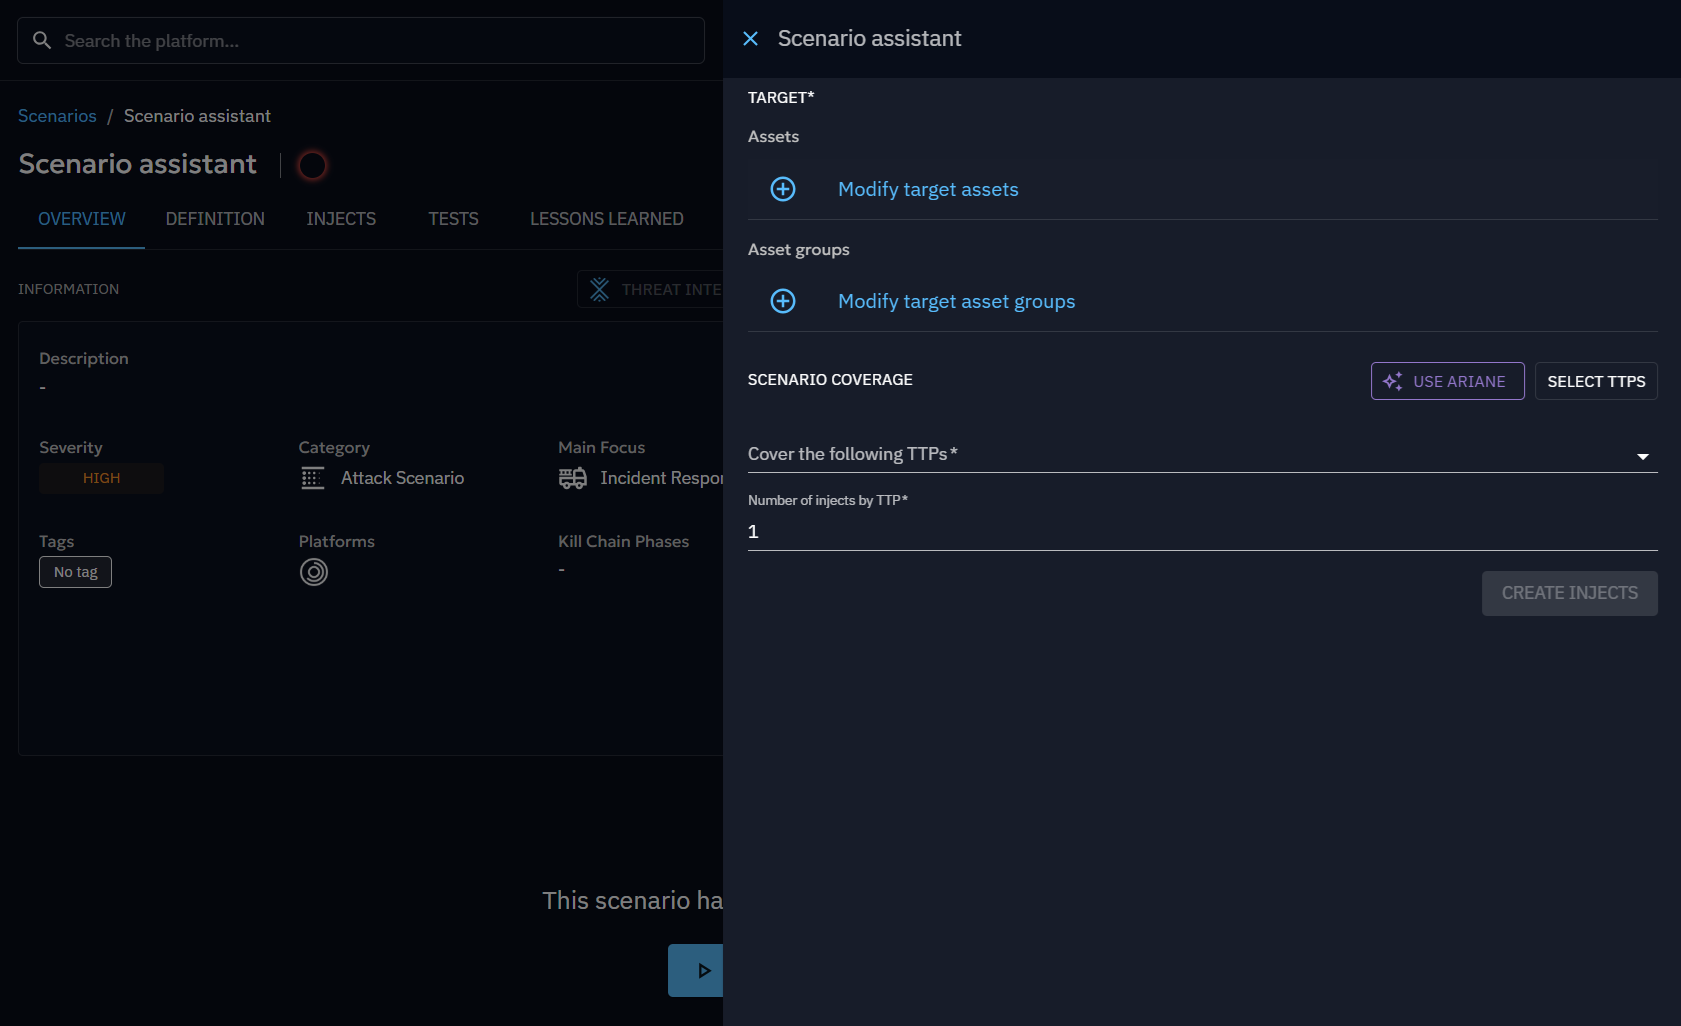 Search the platform...
Scenarios / Scenario assistant
Scenario assistant
OVERVIEW DEFINITION INJECTS TESTS LESSONS LEARNED
INFORMATION
THREAT INTE
Description
-
Severity Category Main Focus
HIGH Attack Scenario Incident Respor
Tags Platforms Kill Chain Phases
No tag -
This scenario ha
Scenario assistant
TARGET*
Assets
Modify target assets
Asset groups
Modify target asset groups
SCENARIO COVERAGE USE ARIANE SELECT TTPS
Cover the following TTPs*
Number of injects by TTP*
1
CREATE INJECTS